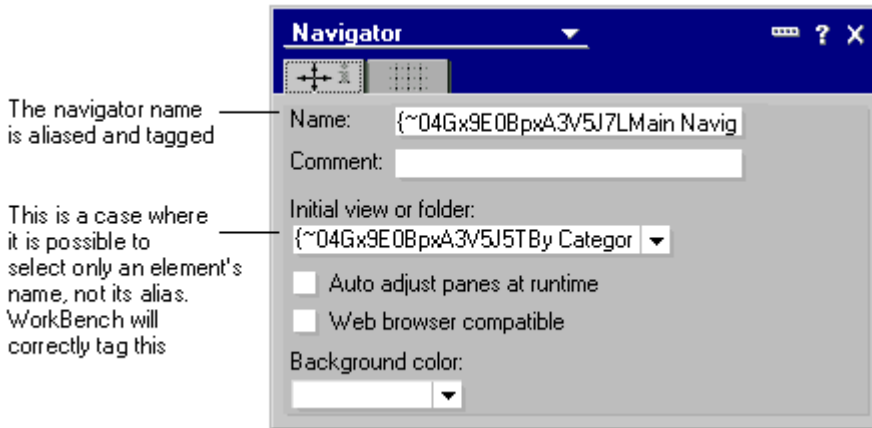 Navigator
? X
The navigator name
is aliased and tagged
Name:
{~04Gx9E0BpxA3V5J7LMain Navig
Comment:
This is a case where
it is possible to
select only an element's
name, not its alias.
WorkBench will
correctly tag this
Initial view or folder:
{~04Gx9E0BpxA3V5J5TBy Categor
Auto adjust panes at runtime
Web browser compatible
Background color: